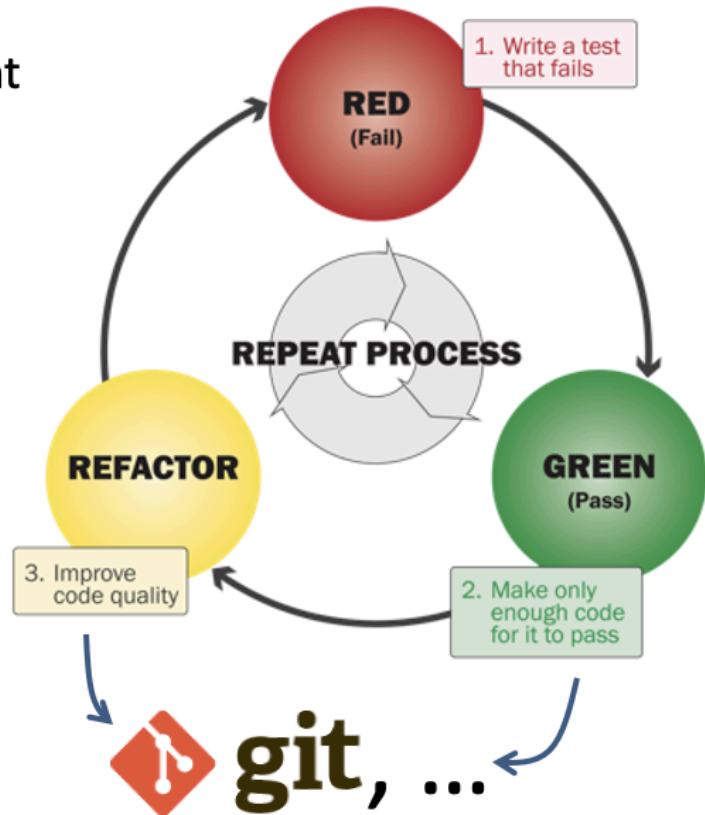 nt
1. Write a test
that fails
RED
(Fail)
REPEAT PROCESS
REFACTOR
GREEN
(Pass)
3. Improve
code quality
2. Make only
enough code
for it to pass
git, ...